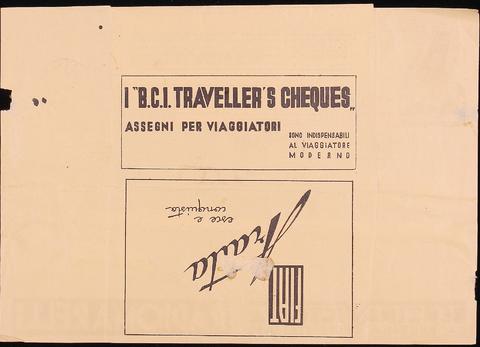 I "B.C.I. TRAVELLER'S CHEQUES„
ASSEGNI PER VIAGGIATORI
SONO INDISPENSABILI
AL VIAGGIATORE
MODERNO
FIAT
Ardita
esce e
conquista